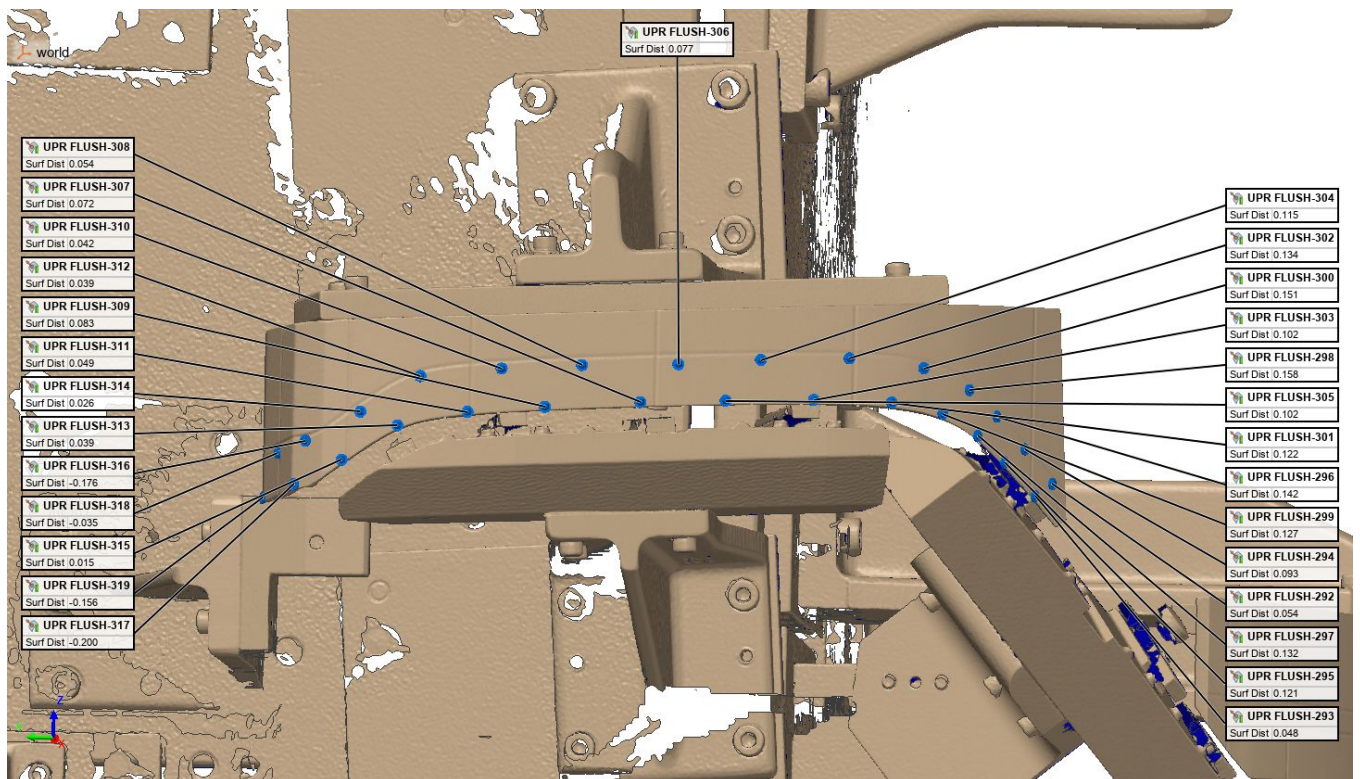 world
UPR FLUSH-306
Surf Dist 0.077
UPR FLUSH-308
Surf Dist 0.054
UPR FLUSH-307
Surf Dist 0.072
UPR FLUSH-310
Surf Dist 0.042
UPR FLUSH-312
Surf Dist 0.039
UPR FLUSH-309
Surf Dist 0.083
UPR FLUSH-311
Surf Dist 0.049
UPR FLUSH-314
Surf Dist 0.026
UPR FLUSH-313
Surf Dist 0.039
UPR FLUSH-316
Surf Dist -0.176
UPR FLUSH-318
Surf Dist -0.035
UPR FLUSH-315
Surf Dist 0.015
UPR FLUSH-319
Surf Dist -0.156
UPR FLUSH-317
Surf Dist -0.200
UPR FLUSH-304
Surf Dist 0.115
UPR FLUSH-302
Surf Dist 0.134
UPR FLUSH-300
Surf Dist 0.151
UPR FLUSH-303
Surf Dist 0.102
UPR FLUSH-298
Surf Dist 0.158
UPR FLUSH-305
Surf Dist 0.102
UPR FLUSH-301
Surf Dist 0.122
UPR FLUSH-296
Surf Dist 0.142
UPR FLUSH-299
Surf Dist 0.127
UPR FLUSH-294
Surf Dist 0.093
UPR FLUSH-292
Surf Dist 0.054
UPR FLUSH-297
Surf Dist 0.132
UPR FLUSH-295
Surf Dist 0.121
UPR FLUSH-293
Surf Dist 0.048
Z
X